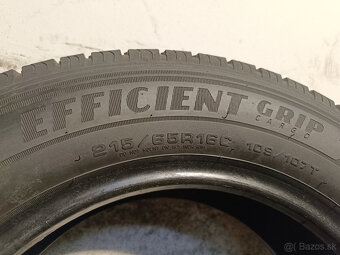 EFFICIENT GRIP
CARGO
215/65R16C 109/107T
Bazos.sk